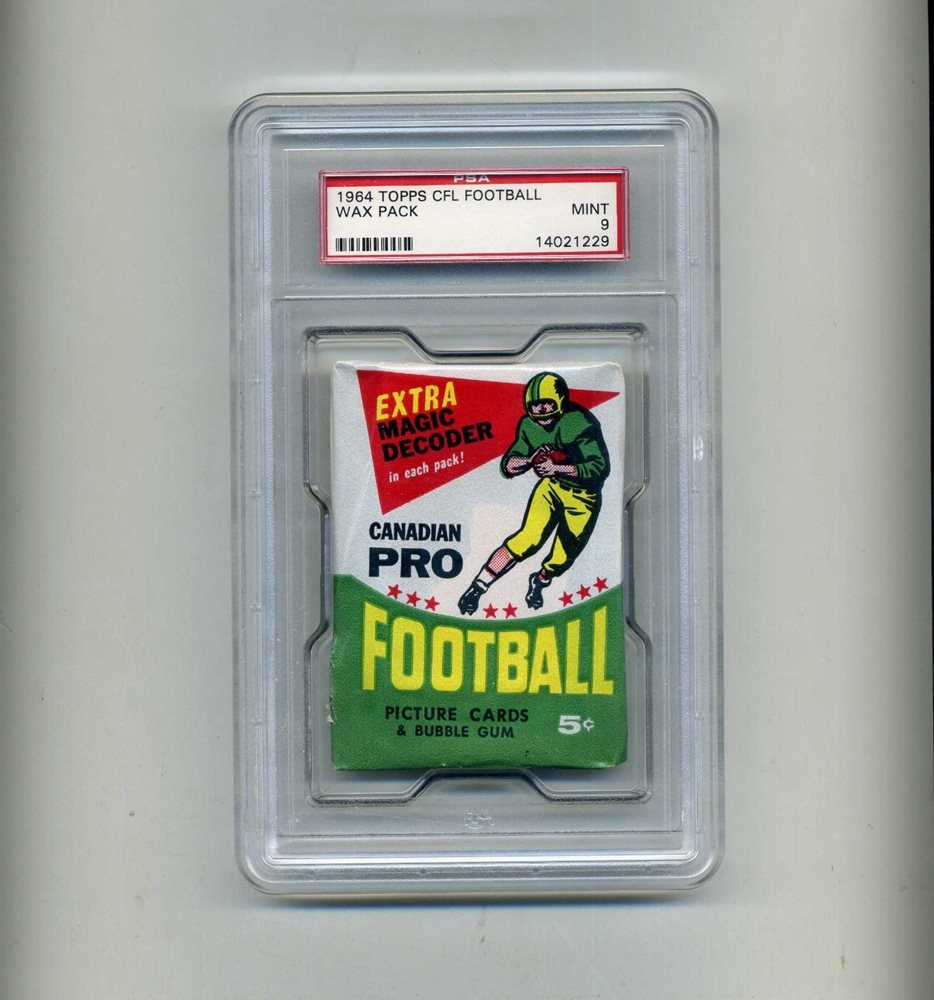 PSA
1964 TOPPS CFL FOOTBALL
WAX PACK
MINT
9
14021229
EXTRA
MAGIC
DECODER
in each pack!
CANADIAN
PRO
FOOTBALL
PICTURE CARDS
& BUBBLE GUM
5¢